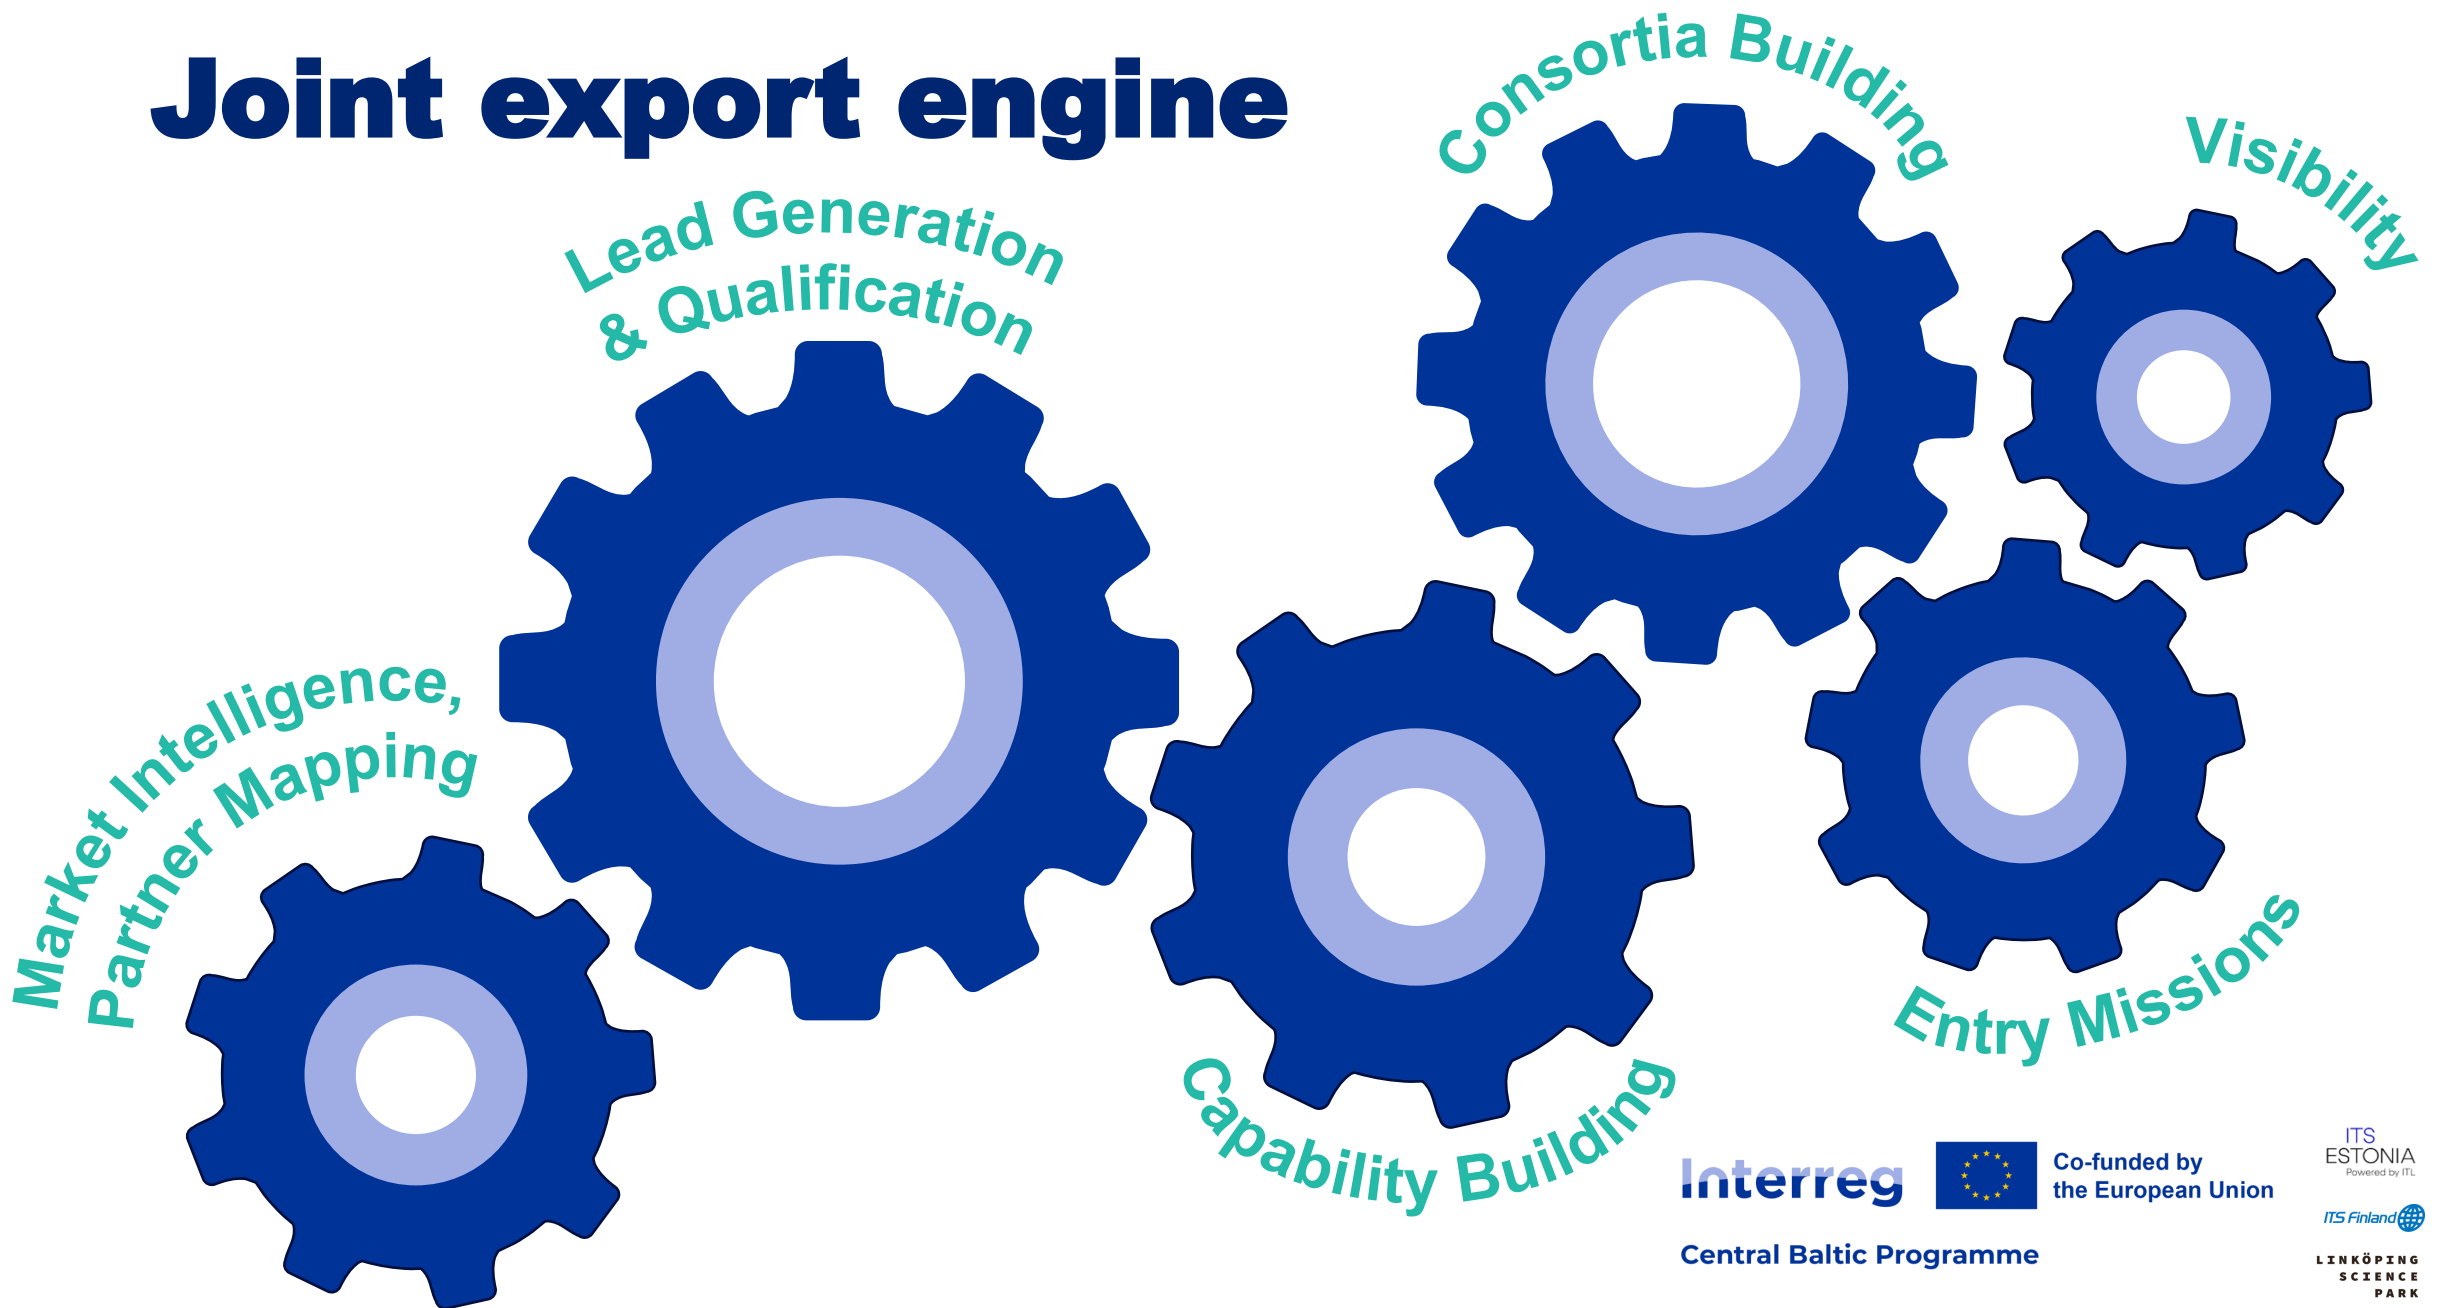 Joint export engine
Lead Generation
& Qualification
Consortia Building
Visibility
Market Intelligence,
Partner Mapping
Capability Building
Entry Missions
Interreg
Co-funded by
the European Union
Central Baltic Programme
ITS
ESTONIA
Powered by ITL
ITS Finland
LINKÖPING
SCIENCE
PARK